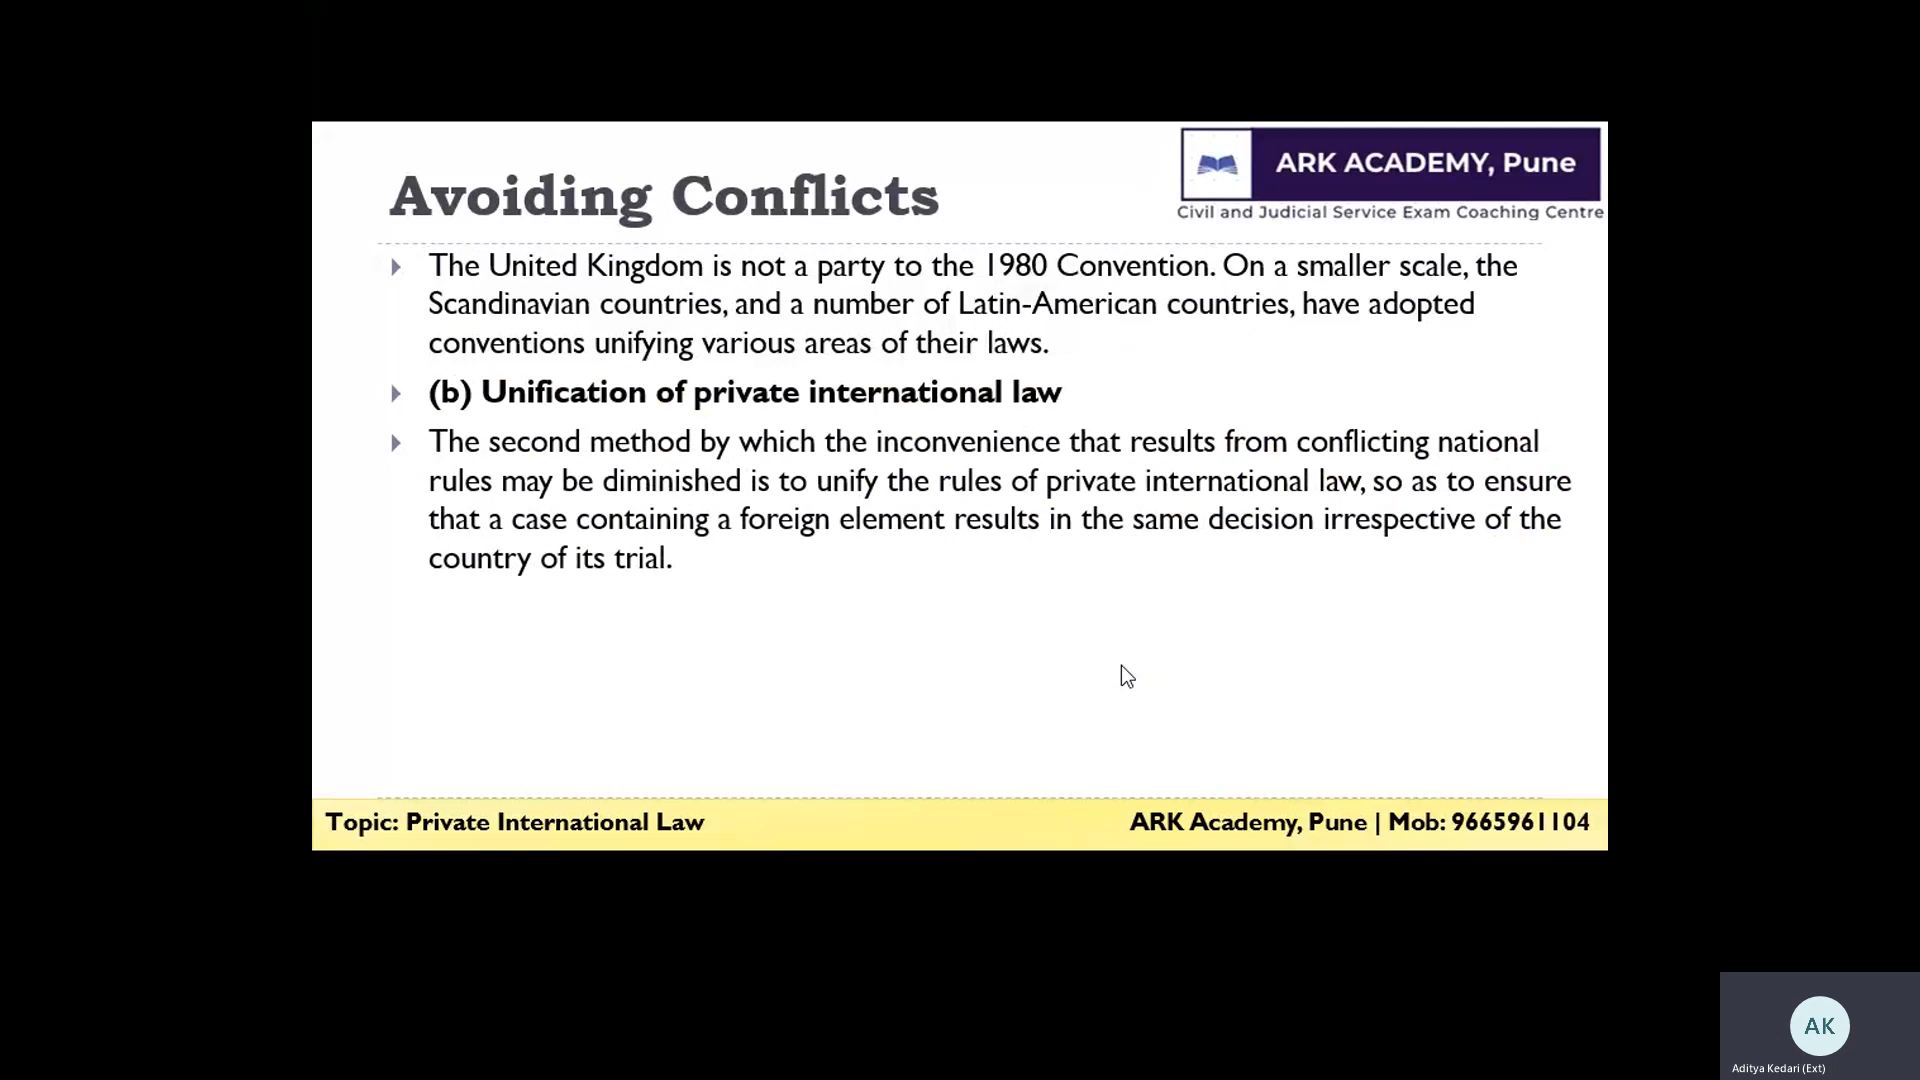 ARK ACADEMY, Pune
Civil and Judicial Service Exam Coaching Centre
Avoiding Conflicts
The United Kingdom is not a party to the 1980 Convention. On a smaller scale, the
Scandinavian countries, and a number of Latin-American countries, have adopted
conventions unifying various areas of their laws.
(b) Unification of private international law
The second method by which the inconvenience that results from conflicting national
rules may be diminished is to unify the rules of private international law, so as to ensure
that a case containing a foreign element results in the same decision irrespective of the
country of its trial.
Topic: Private International Law
ARK Academy, Pune | Mob: 9665961104
AK
Aditya Kedari (Ext)